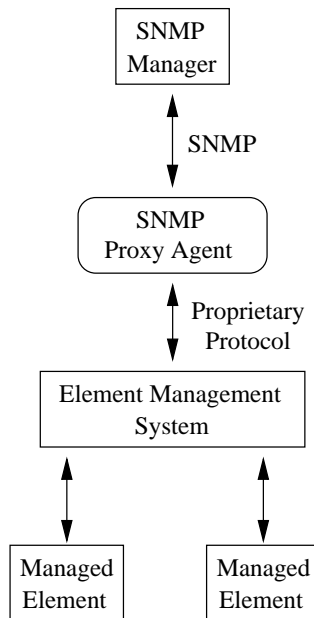 SNMP
Manager
SNMP
SNMP
Proxy Agent
Proprietary
Protocol
Element Management
System
Managed
Element
Managed
Element